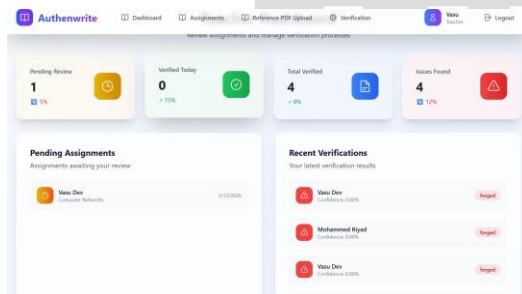 Authenwrite
Dashboard
Assignments
Reference PDF Upload
Verification
Vasu
Teacher
Logout
Review assignments and manage verification processes
Pending Review
1
5%
Verified Today
0
15%
Total Verified
4
8%
Issues Found
4
12%
Pending Assignments
Assignments awaiting your review
Vasu Dev
Computer Networks
Recent Verifications
Your latest verification results
Vasu Dev
Confidence 0.00%
forged
Mohammed Riyad
Confidence 0.00%
forged
Vasu Dev
Confidence 0.00%
forged